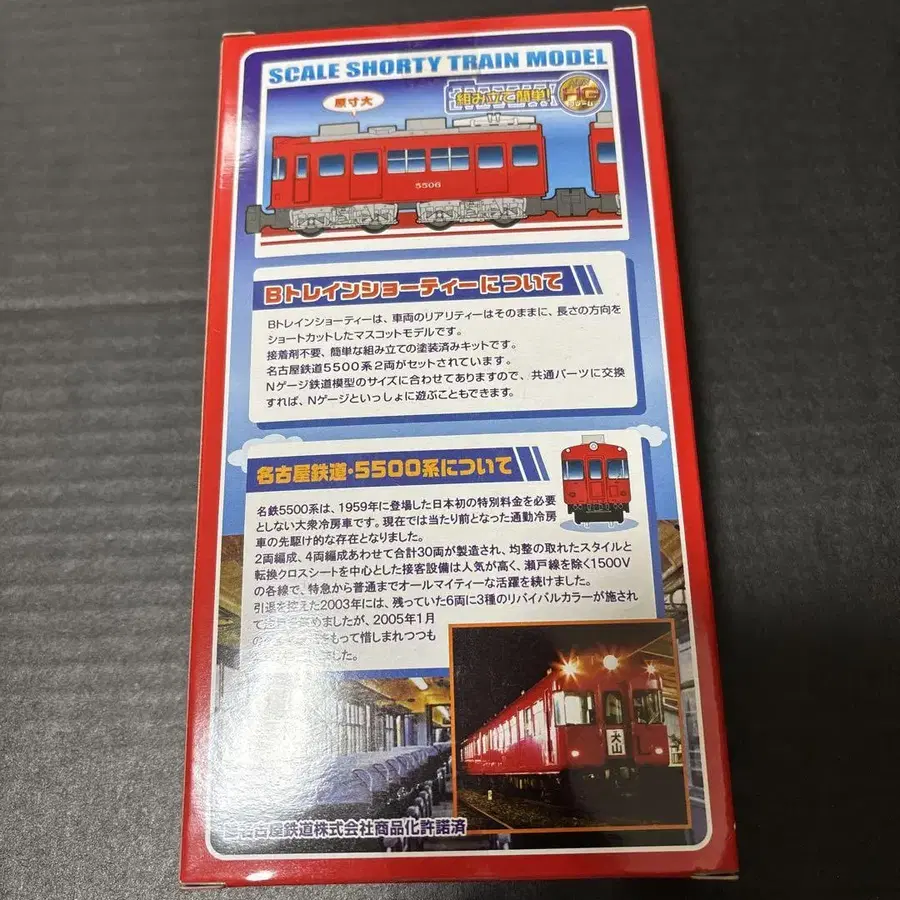 SCALE SHORTY TRAIN MODEL
原寸大
組み立て簡単!
HG
5506
Bトレインショーティーについて
Bトレインショーティーは、車両のリアリティーはそのままに、長さの方向を
ショートカットしたマスコットモデルです。
接着剤不要、簡単な組み立ての塗装済みキットです。
名古屋鉄道5500系2両がセットされています。
Nゲージ鉄道模型のサイズに合わせてありますので、共通パーツに交換
すれば、Nゲージといっしょに遊ぶこともできます。
名古屋鉄道・5500系について
名鉄5500系は、1959年に登場した日本初の特別料金を必要
としない大衆冷房車です。現在では当たり前となった通勤冷房
車の先駆け的な存在となりました。
2両編成、4両編成あわせて合計30両が製造され、均整の取れたスタイルと
転換クロスシートを中心とした接客設備は人気が高く、瀬戸線を除く1500V
の各線で、特急から普通までオールマイティーな活躍を続けました。
引退を控えた2003年には、残っていた6両に3種のリバイバルカラーが施され
めましたが、2005年1月
をもって惜しまれつつも
ました。
犬山
名古屋鉄道株式会社商品化許諾済